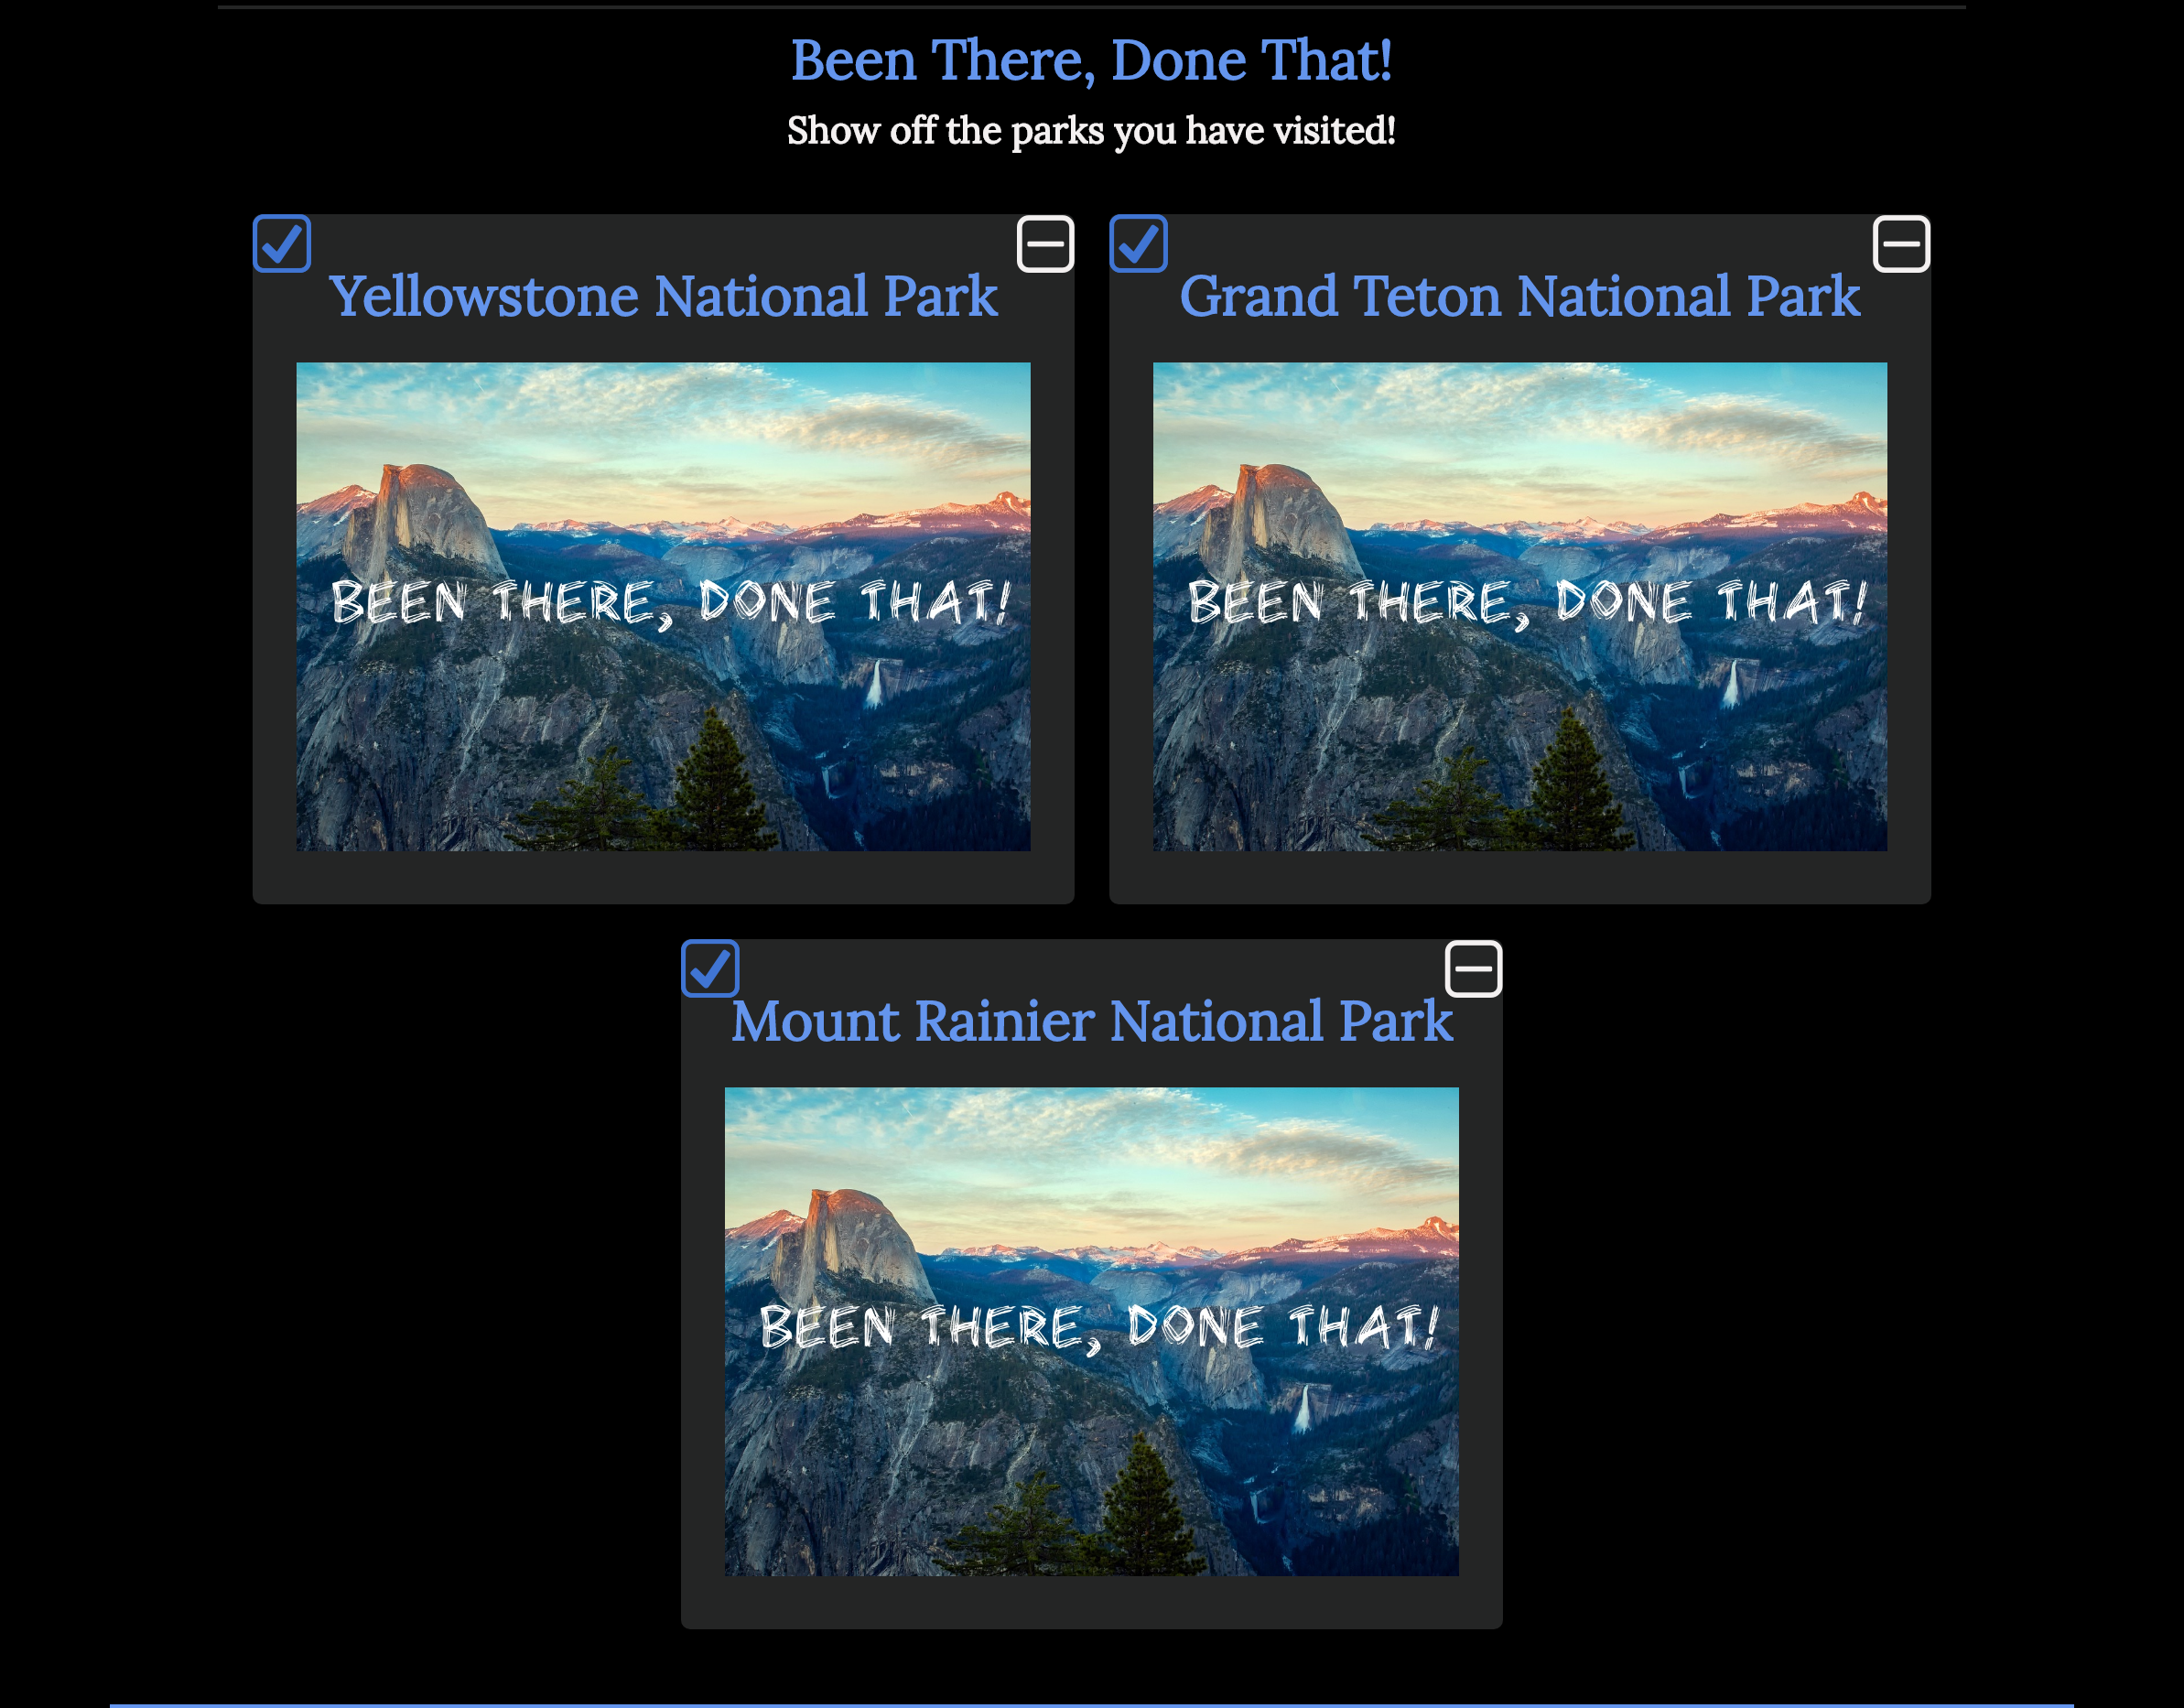 Been There, Done That!
Show off the parks you have visited!
Yellowstone National Park
BEEN THERE, DONE THAT!
Grand Teton National Park
BEEN THERE, DONE THAT!
Mount Rainier National Park
BEEN THERE, DONE THAT!